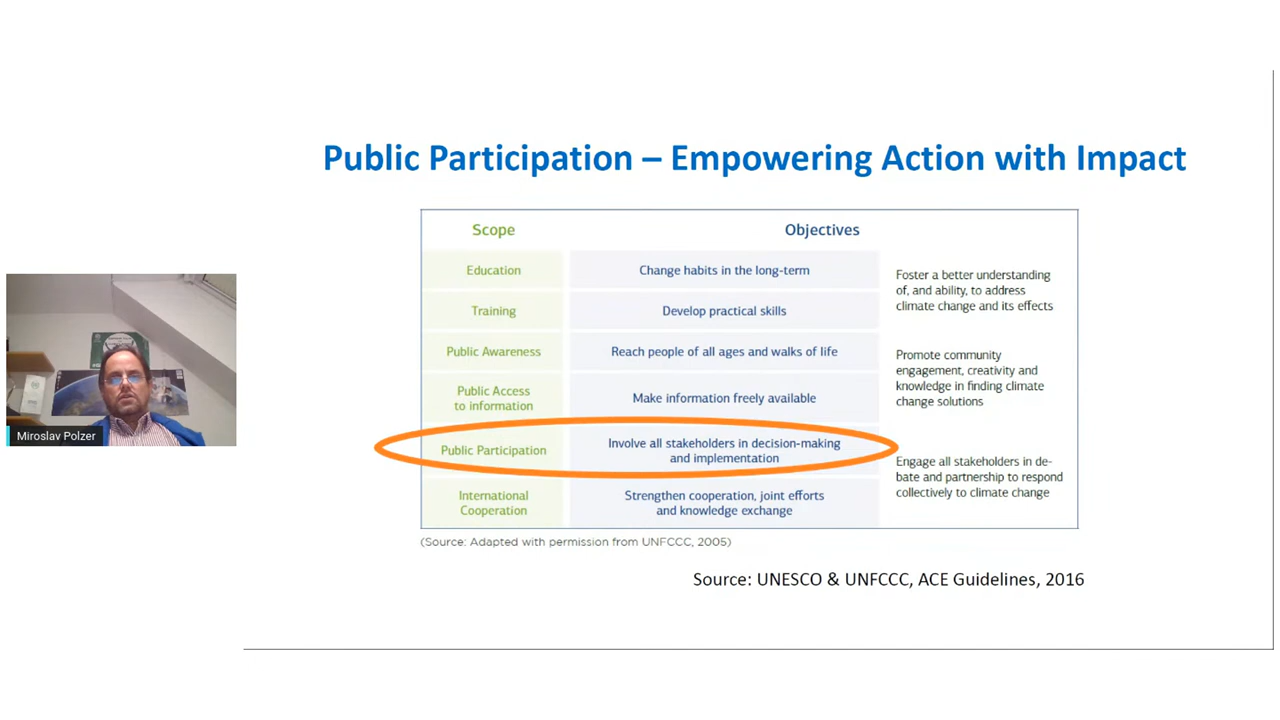 Public Participation – Empowering Action with Impact
Scope
Objectives
Education
Change habits in the long-term
Training
Develop practical skills
Public Awareness
Reach people of all ages and walks of life
Public Access
to information
Make information freely available
Public Participation
Involve all stakeholders in decision-making
and implementation
International
Cooperation
Strengthen cooperation, joint efforts
and knowledge exchange
Foster a better understanding
of, and ability, to address
climate change and its effects
Promote community
engagement, creativity and
knowledge in finding climate
change solutions
Engage all stakeholders in de-
bate and partnership to respond
collectively to climate change
(Source: Adapted with permission from UNFCCC, 2005)
Source: UNESCO & UNFCCC, ACE Guidelines, 2016
Miroslav Polzer